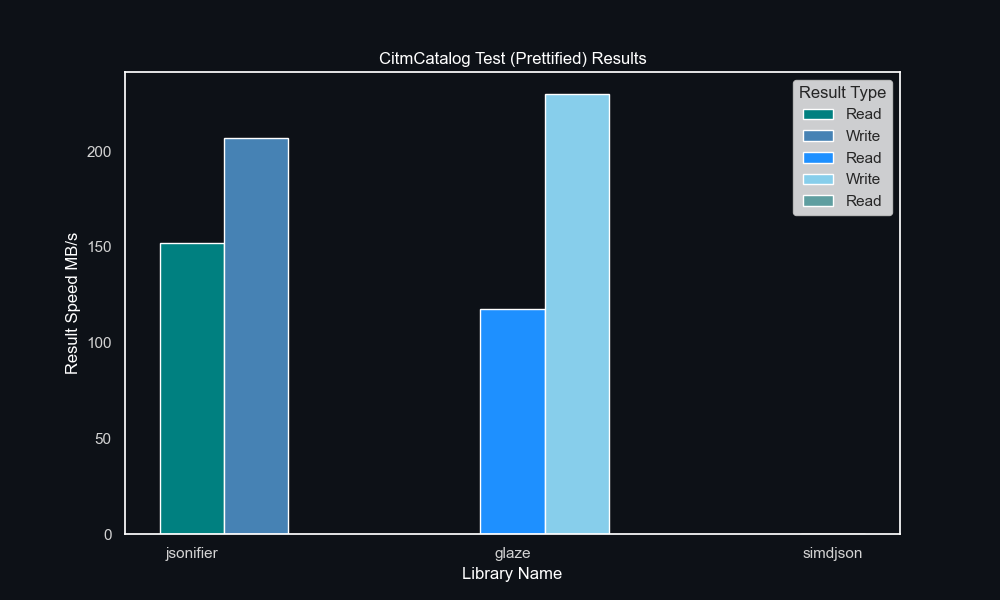 CitmCatalog Test (Prettified) Results
Result Type
Read
Write
Read
Write
Read
Result Speed MB/s
200
150
100
50
0
jsonifier
glaze
simdjson
Library Name